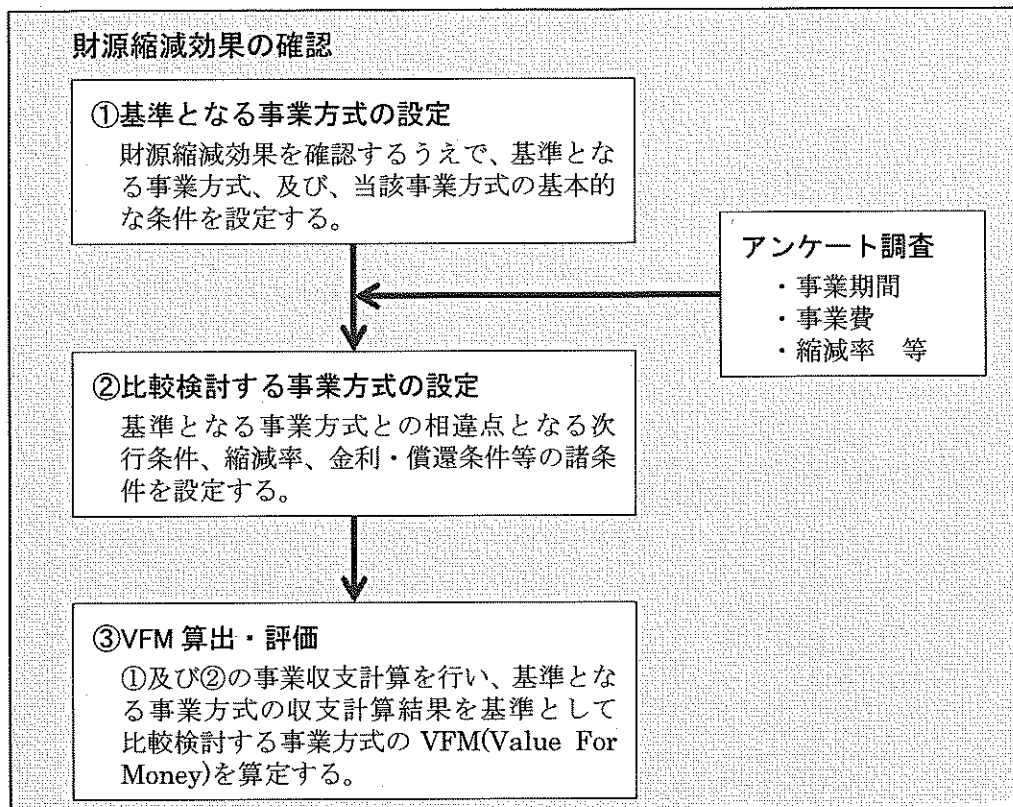 財源縮減効果の確認
①基準となる事業方式の設定
財源縮減効果を確認するうえで、基準とな
る事業方式、及び、当該事業方式の基本的
な条件を設定する。
アンケート調査
・事業期間
・事業費
・縮減率 等
②比較検討する事業方式の設定
基準となる事業方式との相違点となる次
行条件、縮減率、金利・償還条件等の諸条
件を設定する。
③VFM 算出・評価
①及び②の事業収支計算を行い、基準とな
る事業方式の収支計算結果を基準として
比較検討する事業方式の VFM(Value For
Money)を算定する。